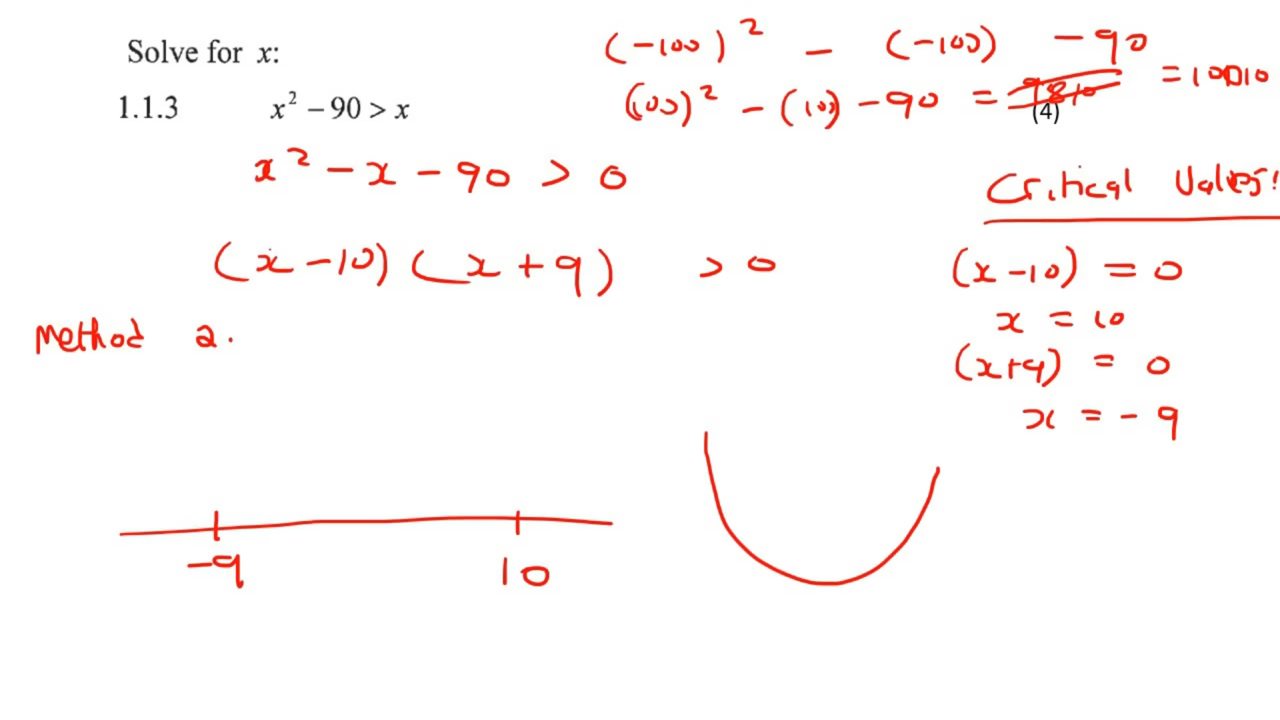 Solve for x:
(-100)² - (-100) -90
1.1.3 x² – 90 > x
(100)² - (100) - 90 = = 10010
(4)
x² - x - 90 > 0
Critical Values:
(x - 10) (x + 9) > 0
(x - 10) = 0
x = 10
Method 2.
(x+9) = 0
x = - 9
-9 10